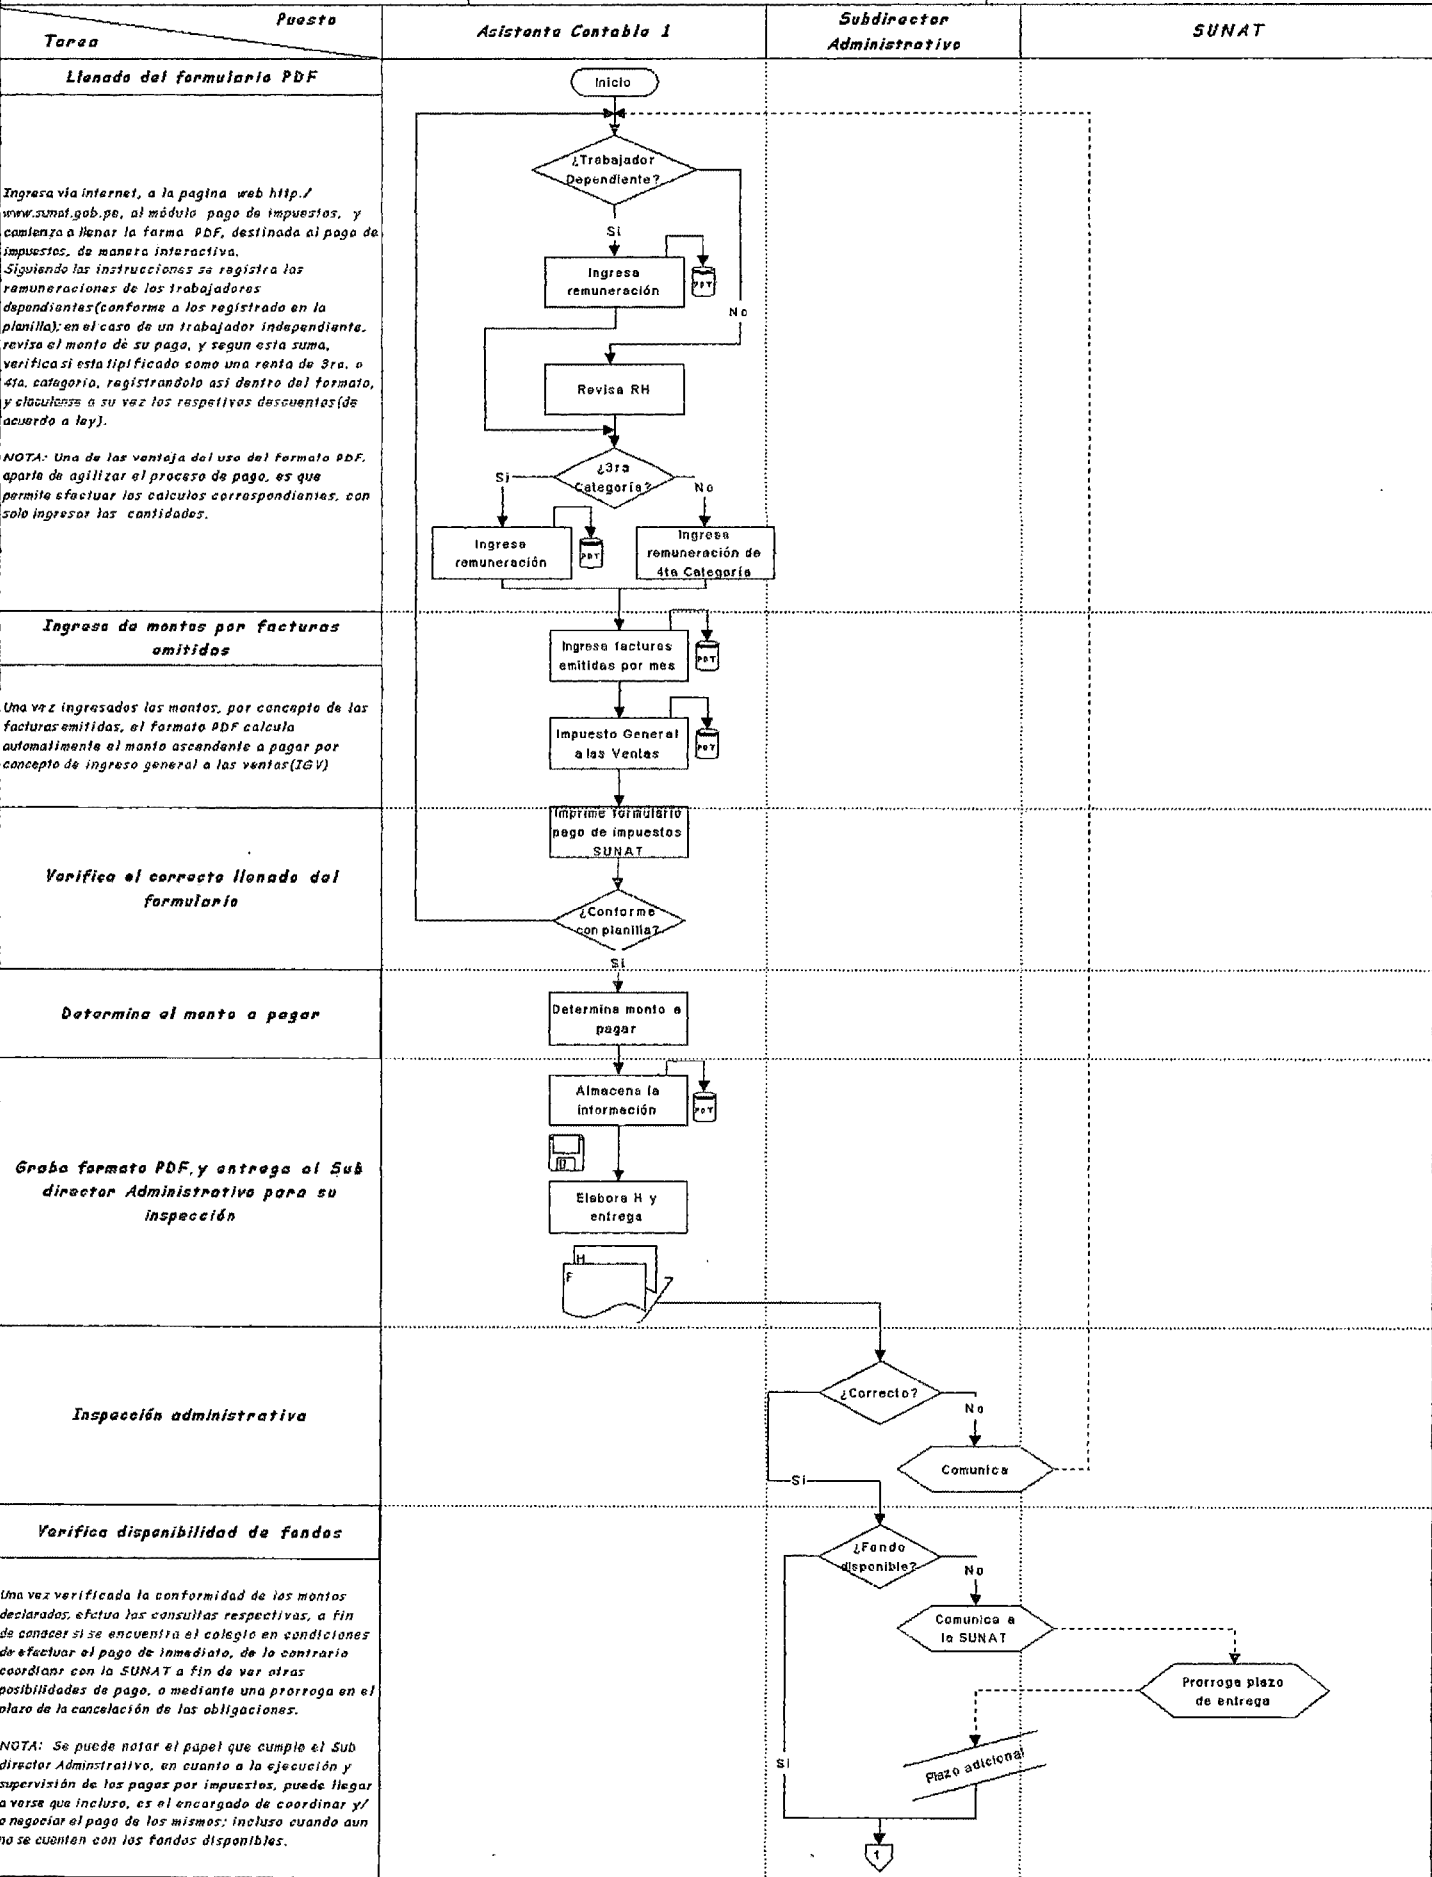 Puesto
Tarea
Asistente Contable 1
Subdirector
Administrativo
SUNAT
Llenado del formulario PDF
Ingresa via internet, a la pagina web http:/
www.sunat.gob.pe, al módulo pago de impuestos, y
comienza a llenar la forma PDF, destinada al pago de
impuestos, de manera interactiva.
Siguiendo las instrucciones se registra las
remuneraciones de los trabajadores
dependientes(conforme a los registrado en la
planilla); en el caso de un trabajador independiente,
revisa el monto de su pago, y segun esta suma,
verifica si esta tipificado como una renta de 3ra. o
4ta. categoria, registrandolo asi dentro del formato,
y a su vez los respetivos descuentos(de
acuerdo a ley).
NOTA: Una de las ventaja del uso del formato PDF,
aparte de agilizar el proceso de pago, es que
permite efectuar los calculos correspondientes, con
solo ingresar las cantidades.
Inicio
¿Trabajador
Dependiente?
Si
Ingresa
remuneración
PDT
No
Revisa RH
¿3ra
Categoría?
Si
No
Ingresa
remuneración
PDT
Ingresa
remuneración de
4ta Categoría
Ingreso de montos por facturas
emitidas
Una vez ingresados los montos, por concepto de las
facturas emitidas, el formato PDF calcula
automatimente el monto ascendente a pagar por
concepto de ingreso general a las ventas(IGV)
Ingresa facturas
emitidas por mes
PDT
Impuesto General
a las Ventas
PDT
Verifica el correcto llenado del
formulario
Imprime formulario
pago de impuestos
SUNAT
¿Conforme
con planilla?
Si
Determina el monto a pagar
Determina monto a
pagar
Graba formato PDF, y entrega al Sub
director Administrativo para su
inspección
Almacena la
información
PDT
Elabora H y
entrega
H
F
Inspección administrativa
¿Correcto?
No
Comunica
Si
Verifica disponibilidad de fondos
Una vez verificada la conformidad de los montos
declarados, efctua las consultas respectivas, a fin
de conocer si se encuentra el colegio en condiciones
de efectuar el pago de inmediato, de lo contrario
coordianr con la SUNAT a fin de ver otras
posibilidades de pago, o mediante una prorroga en el
plazo de la cancelación de las obligaciones.
NOTA: Se puede notar el papel que cumple el Sub
director Adminstrativo, en cuanto a la ejecución y
supervisión de los pagos por impuestos, puede llegar
a verse que incluso, es el encargado de coordinar y/
o negociar el pago de los mismos; incluso cuando aun
no se cuentan con los fondos disponibles.
¿Fondo
disponible?
No
Comunica a
la SUNAT
Prorroga plazo
de entrega
Plazo adicional
Si
1